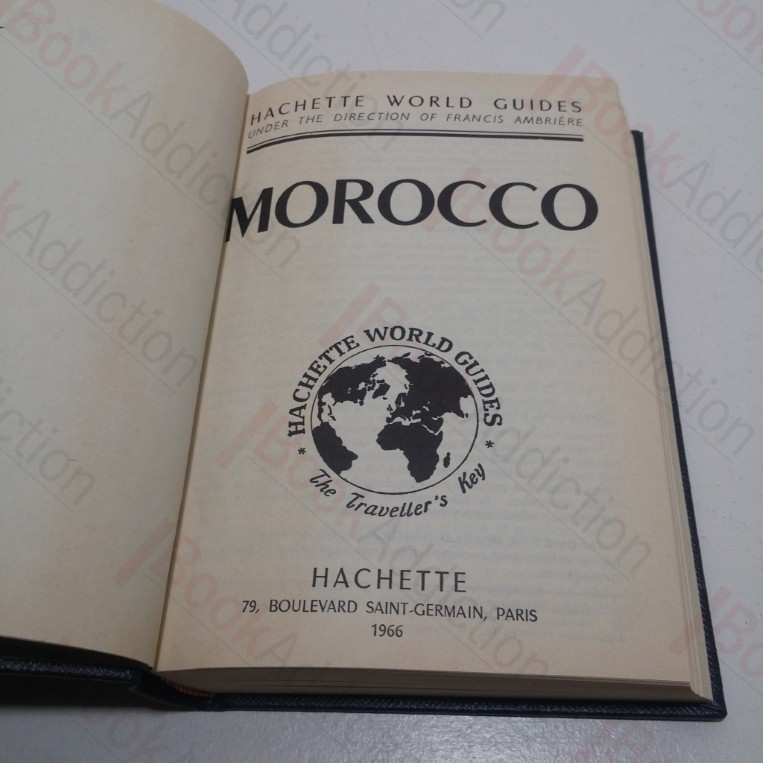 HACHETTE WORLD GUIDES
UNDER THE DIRECTION OF FRANCIS AMBRIÈRE
MOROCCO
* HACHETTE WORLD GUIDES *
The Traveller's Key
HACHETTE
79, BOULEVARD SAINT-GERMAIN, PARIS
1966
BookAddiction